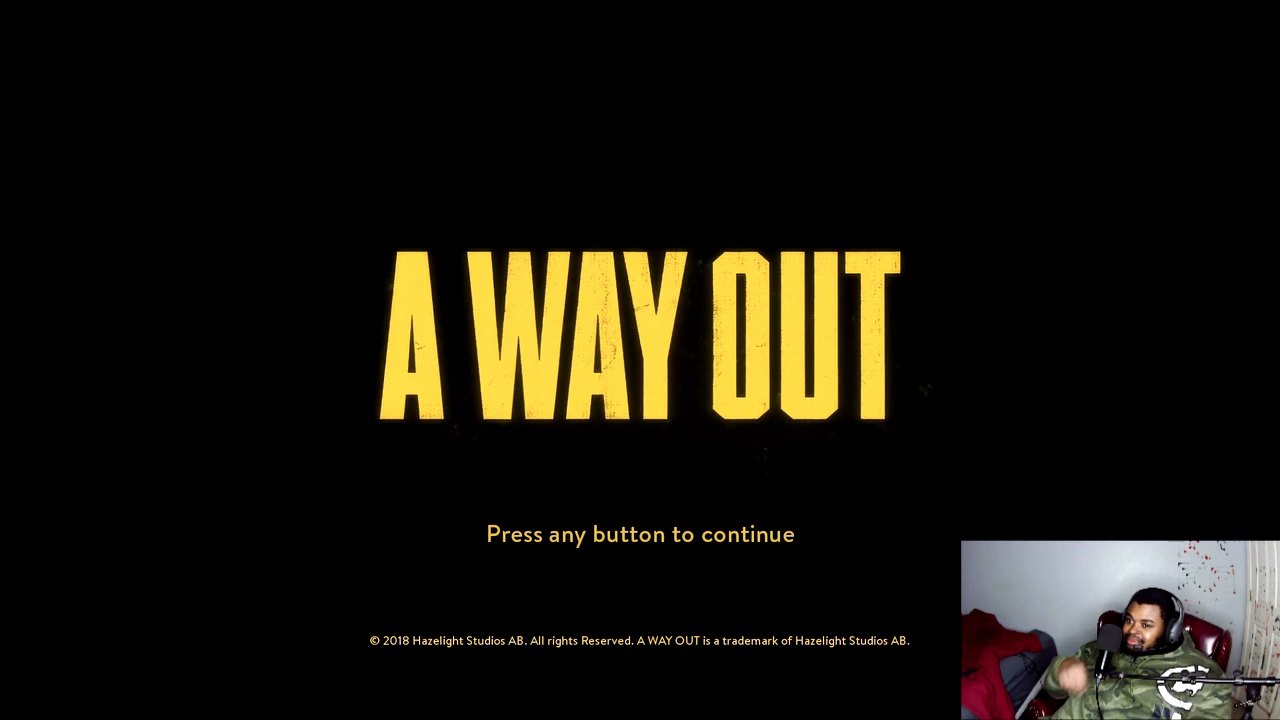 A WAY OUT
Press any button to continue
© 2018 Hazelight Studios AB. All rights Reserved. A WAY OUT is a trademark of Hazelight Studios AB.